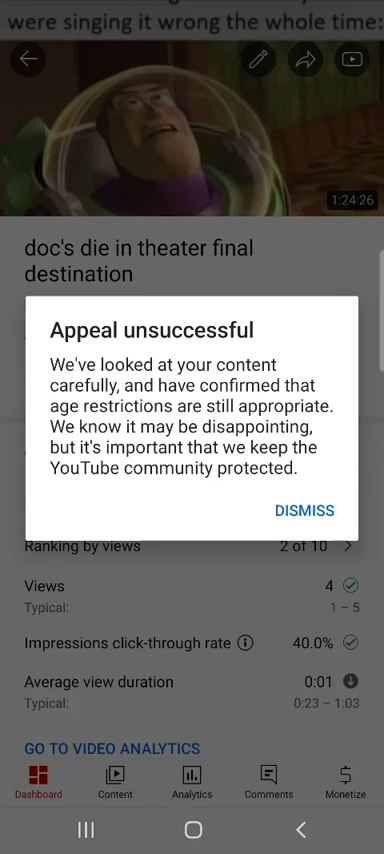 were singing it wrong the whole time:
1:24:26
doc's die in theater final
destination
Appeal unsuccessful
We've looked at your content
carefully, and have confirmed that
age restrictions are still appropriate.
We know it may be disappointing,
but it's important that we keep the
YouTube community protected.
DISMISS
Ranking by views 2 of 10
Views 4
Typical: 1 – 5
Impressions click-through rate 40.0%
Average view duration 0:01
Typical: 0:23 – 1:03
GO TO VIDEO ANALYTICS
Dashboard Content Analytics Comments Monetize